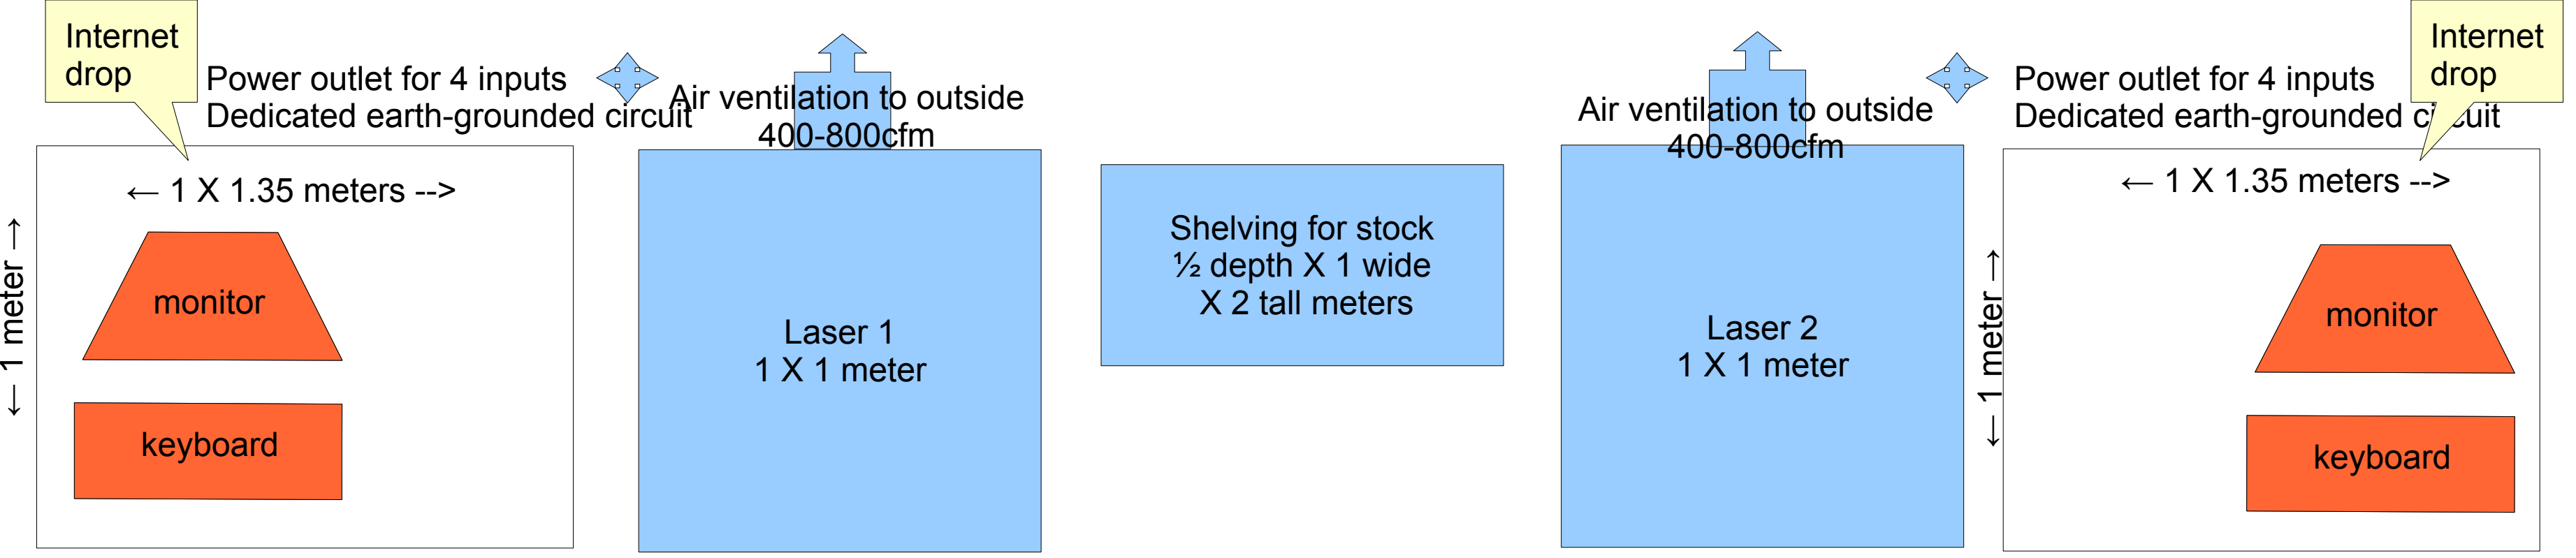 Internet
drop
Power outlet for 4 inputs
Dedicated earth-grounded circuit
Air ventilation to outside
400-800cfm
Air ventilation to outside
400-800cfm
Power outlet for 4 inputs
Dedicated earth-grounded circuit
Internet
drop
← 1 X 1.35 meters -->
← 1 meter →
monitor
keyboard
Laser 1
1 X 1 meter
Shelving for stock
½ depth X 1 wide
X 2 tall meters
Laser 2
1 X 1 meter
← 1 meter →
← 1 X 1.35 meters -->
monitor
keyboard